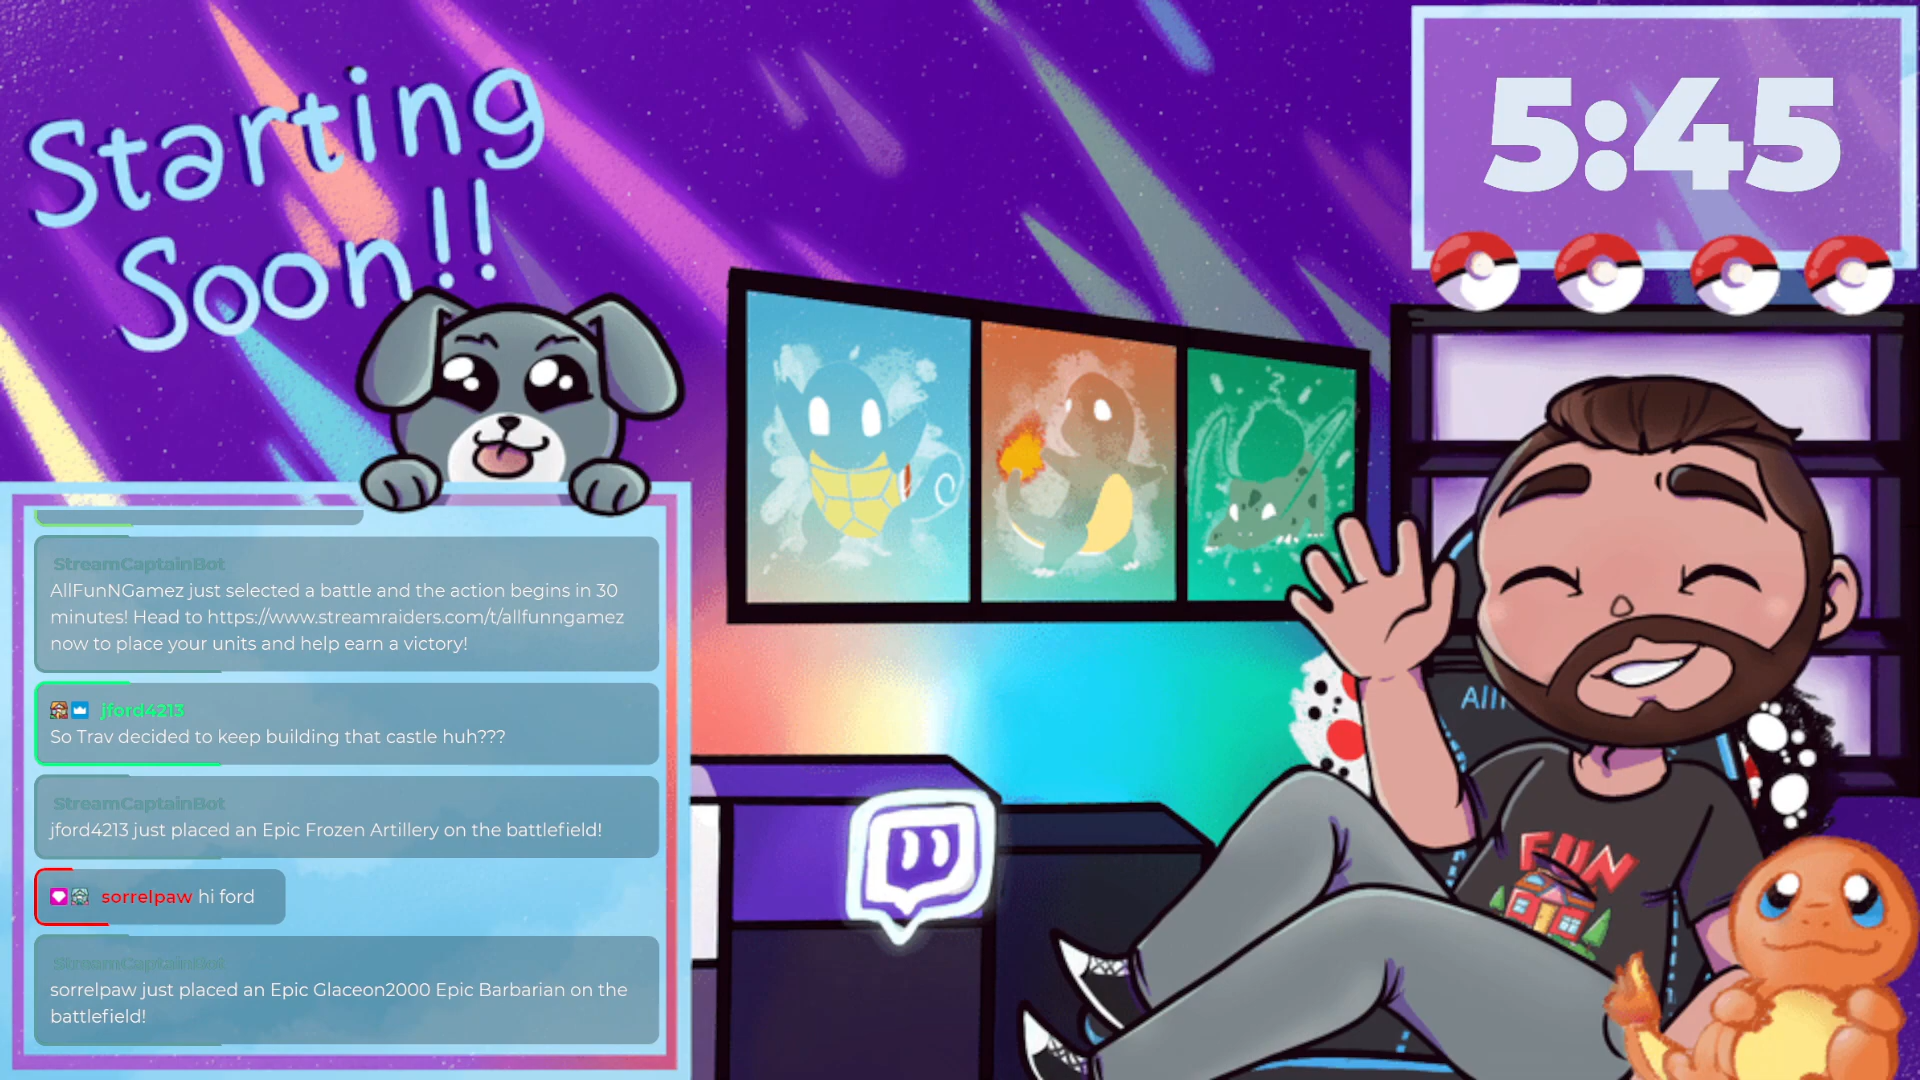 Starting
Soon!!
5:45
StreamCaptainBot
AllFunNGamez just selected a battle and the action begins in 30
minutes! Head to https://www.streamraiders.com/t/allfunngamez
now to place your units and help earn a victory!
jford4213
So Trav decided to keep building that castle huh???
StreamCaptainBot
jford4213 just placed an Epic Frozen Artillery on the battlefield!
sorrelpaw hi ford
StreamCaptainBot
sorrelpaw just placed an Epic Glaceon2000 Epic Barbarian on the
battlefield!
FUN